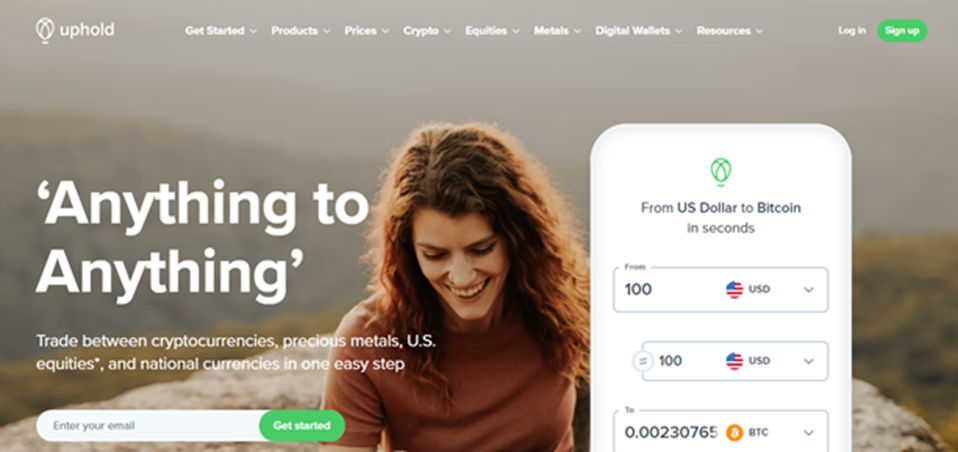 uphold
Get Started Products Prices Crypto Equities Metals Digital Wallets Resources Log in Sign up
‘Anything to
Anything’
Trade between cryptocurrencies, precious metals, U.S.
equities*, and national currencies in one easy step
Enter your email Get started
From US Dollar to Bitcoin
in seconds
From
100 USD
= 100 USD
To
0.00230765 BTC